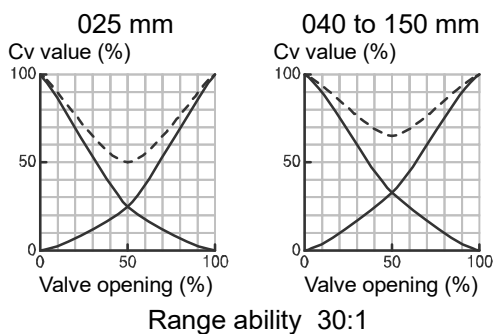 025 mm
Cv value (%)
100
50
0
0 50 100
Valve opening (%)
040 to 150 mm
Cv value (%)
100
50
0
0 50 100
Valve opening (%)
Range ability 30:1